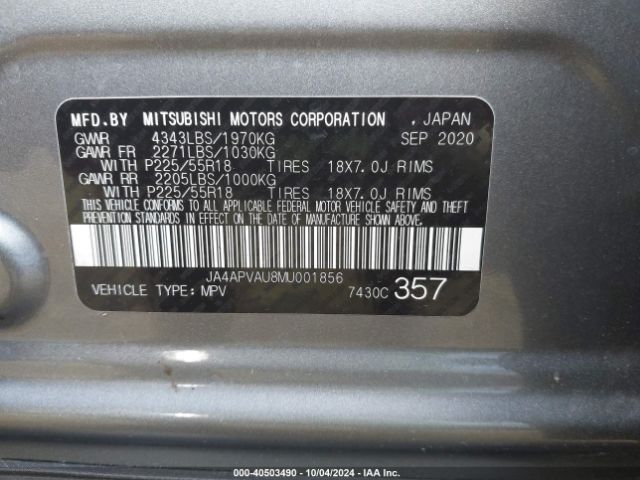 MFD.BY MITSUBISHI MOTORS CORPORATION , JAPAN
GVWR 4343LBS/1970KG SEP 2020
GAWR FR 2271LBS/1030KG
WITH P225/55R18 TIRES 18X7.0J RIMS
GAWR RR 2205LBS/1000KG
WITH P225/55R18 TIRES 18X7.0J RIMS
THIS VEHICLE CONFORMS TO ALL APPLICABLE FEDERAL MOTOR VEHICLE SAFETY AND THEFT
PREVENTION STANDARDS IN EFFECT ON THE DATE OF MANUFACTURE SHOWN ABOVE.
JA4APVAU8MU001856
VEHICLE TYPE: MPV 7430C 357
000-40503490 - 10/04/2024 - IAA Inc.